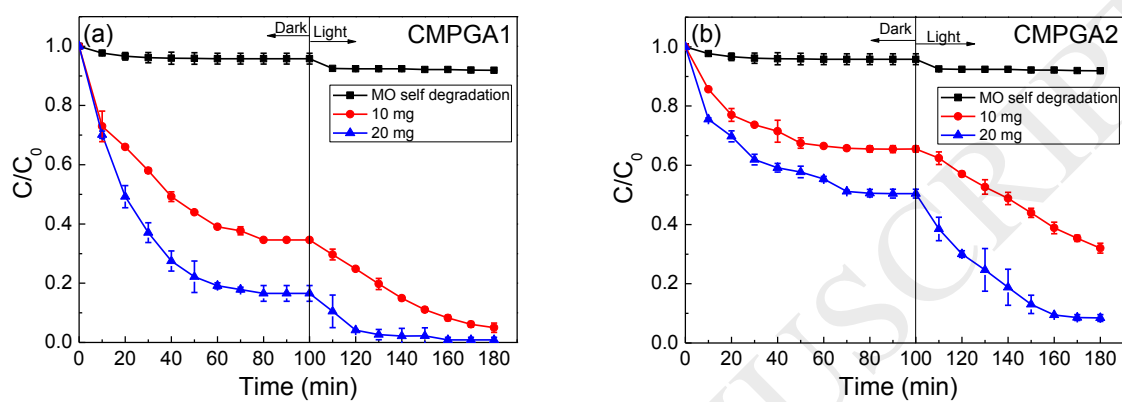 (a)
Dark
Light
CMPGA1
MO self degradation
10 mg
20 mg
C/C0
1.0
0.8
0.6
0.4
0.2
0.0
0 20 40 60 80 100 120 140 160 180
Time (min)
(b)
Dark
Light
CMPGA2
MO self degradation
10 mg
20 mg
C/C0
1.0
0.8
0.6
0.4
0.2
0.0
0 20 40 60 80 100 120 140 160 180
Time (min)
USCRIP